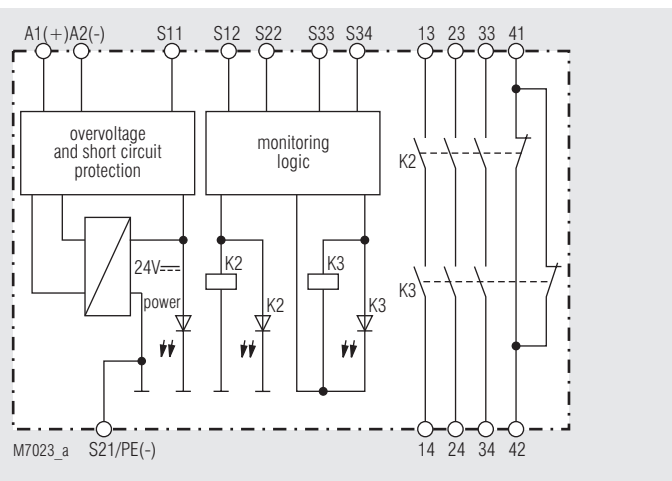 A1(+) A2(-) S11 S12 S22 S33 S34 13 23 33 41
overvoltage
and short circuit
protection
monitoring
logic
K2
24V
K2
K3
K3
power
K2
K3
M7023_a S21/PE(-) 14 24 34 42